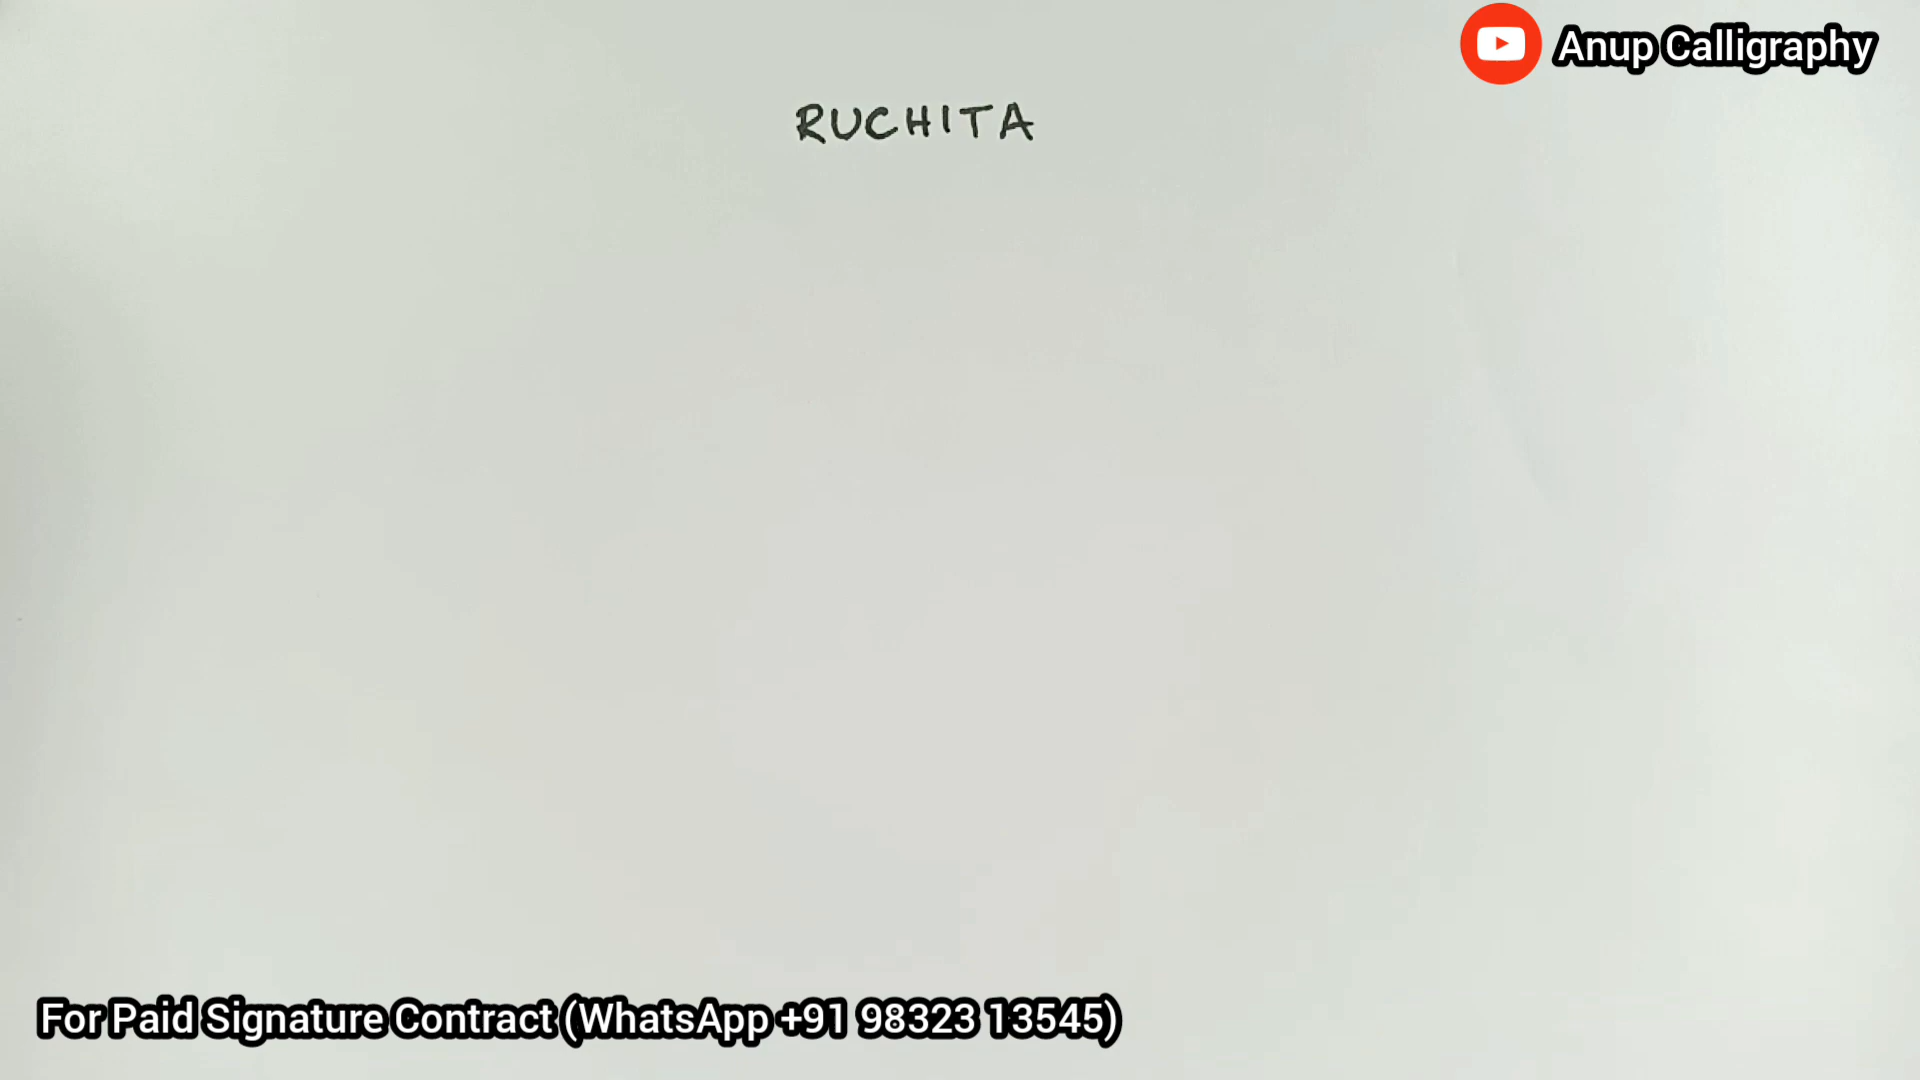 Anup Calligraphy
RUCHITA
For Paid Signature Contract (WhatsApp +91 98323 13545)